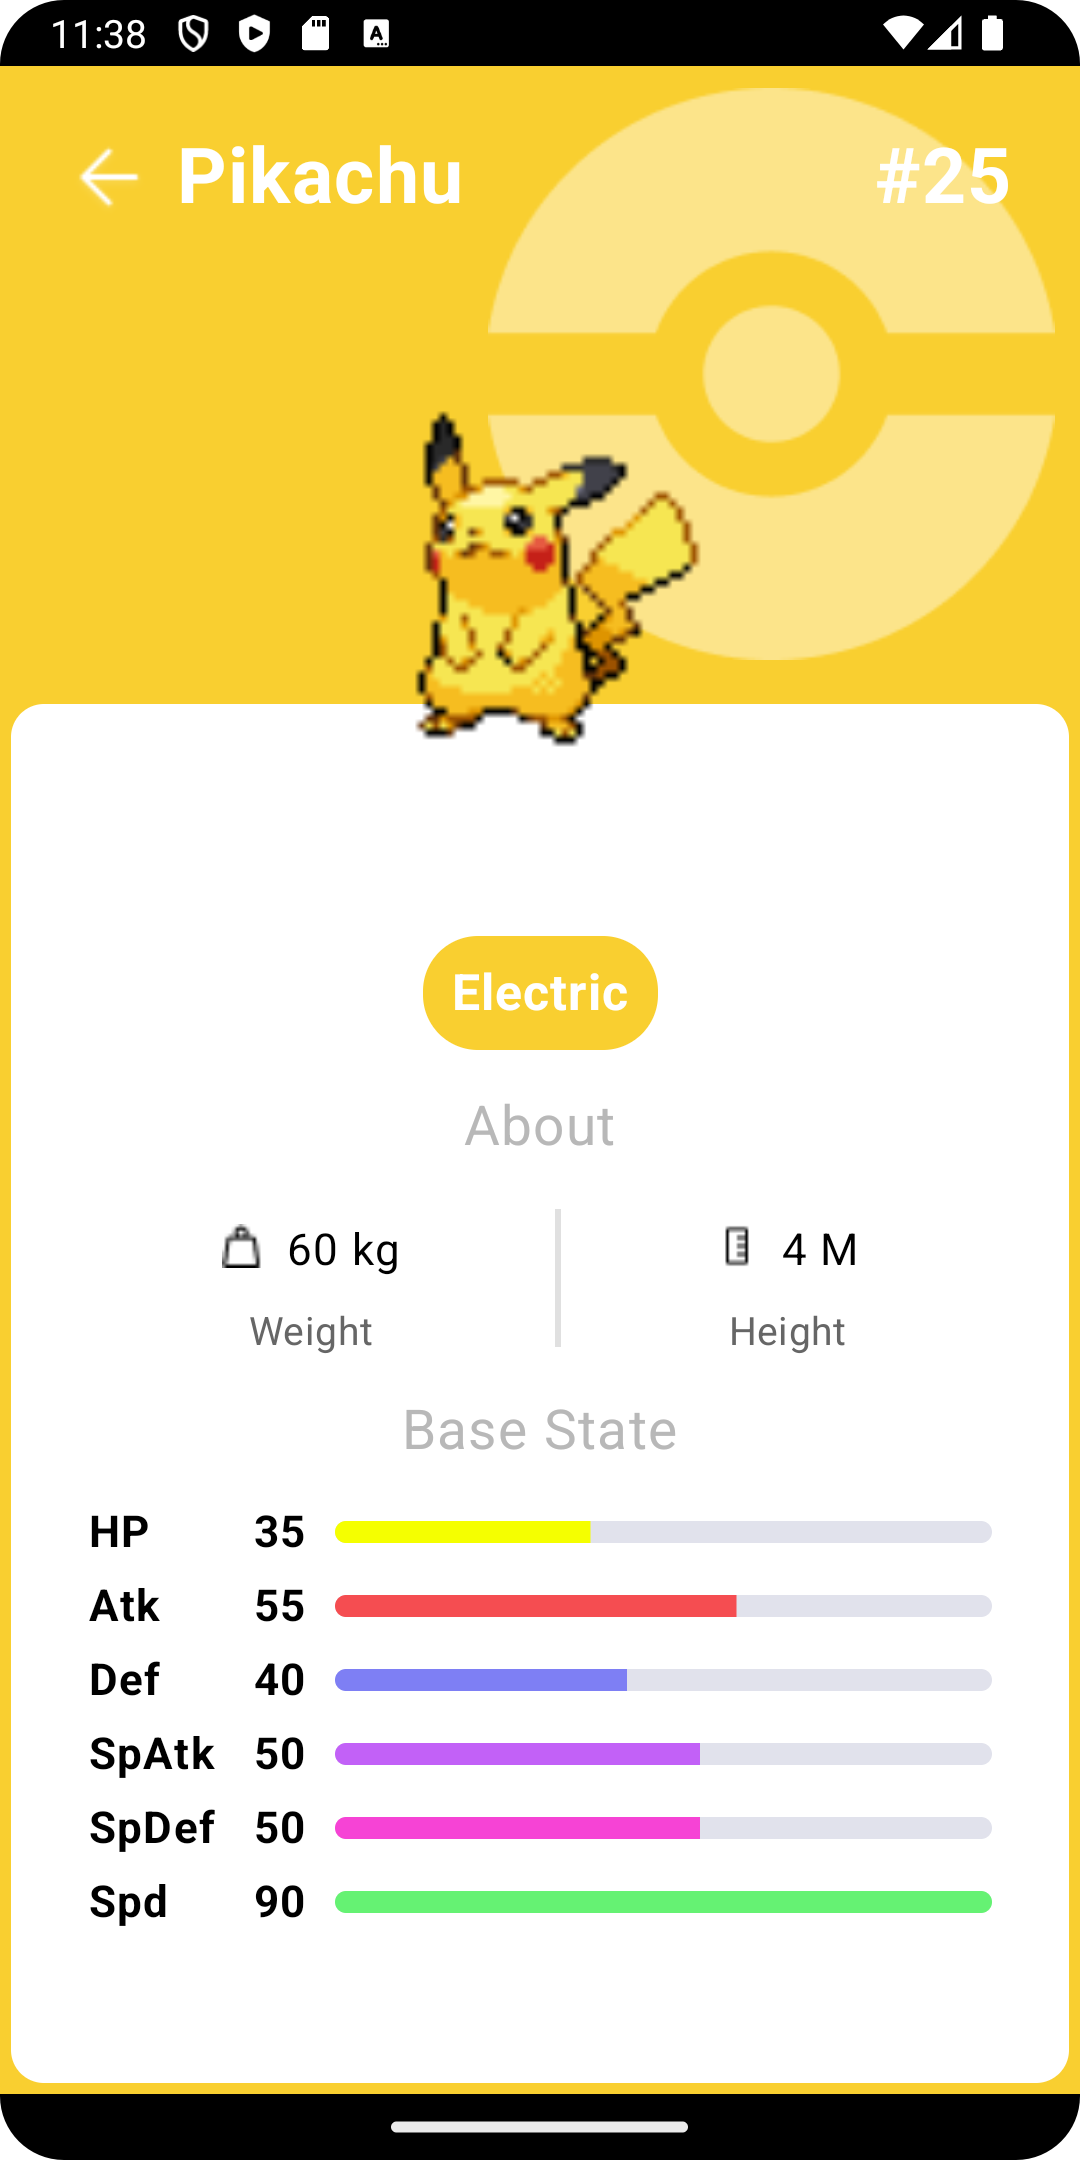 11:38
Pikachu #25
Electric
About
60 kg 4 M
Weight Height
Base State
HP 35
Atk 55
Def 40
SpAtk 50
SpDef 50
Spd 90